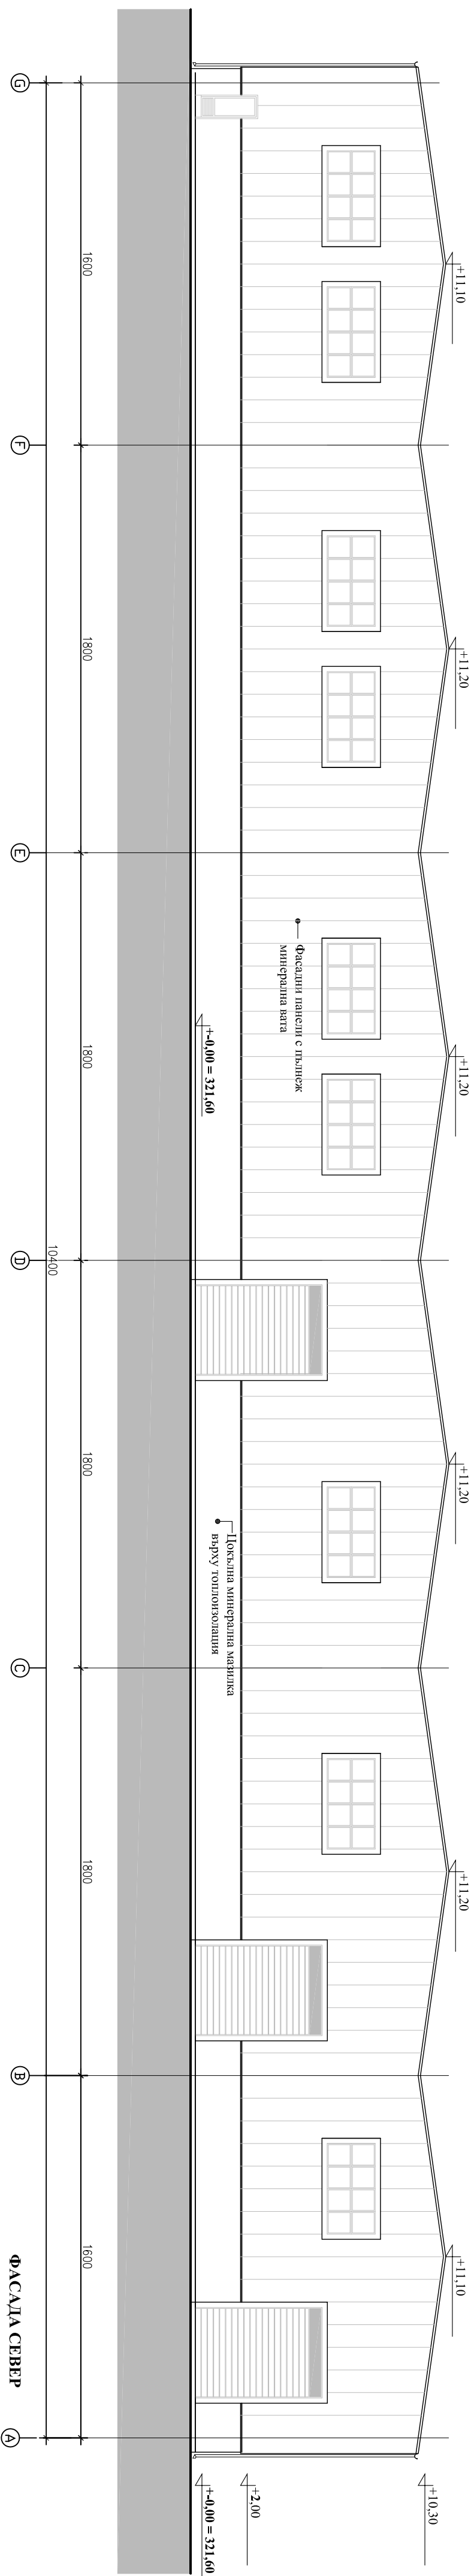 +11,10
+11,20
+11,20
+11,20
+11,20
+11,10
+10,30
+2,00
+-0,00 = 321,60
Фасадни панели с пълнеж
минерална вата
+-0,00 = 321,60
Цокълна минерална мазилка
върху топлоизолация
1600
1800
1800
1800
1800
1600
10400
G
F
E
D
C
B
A
ФАСАДА СЕВЕР